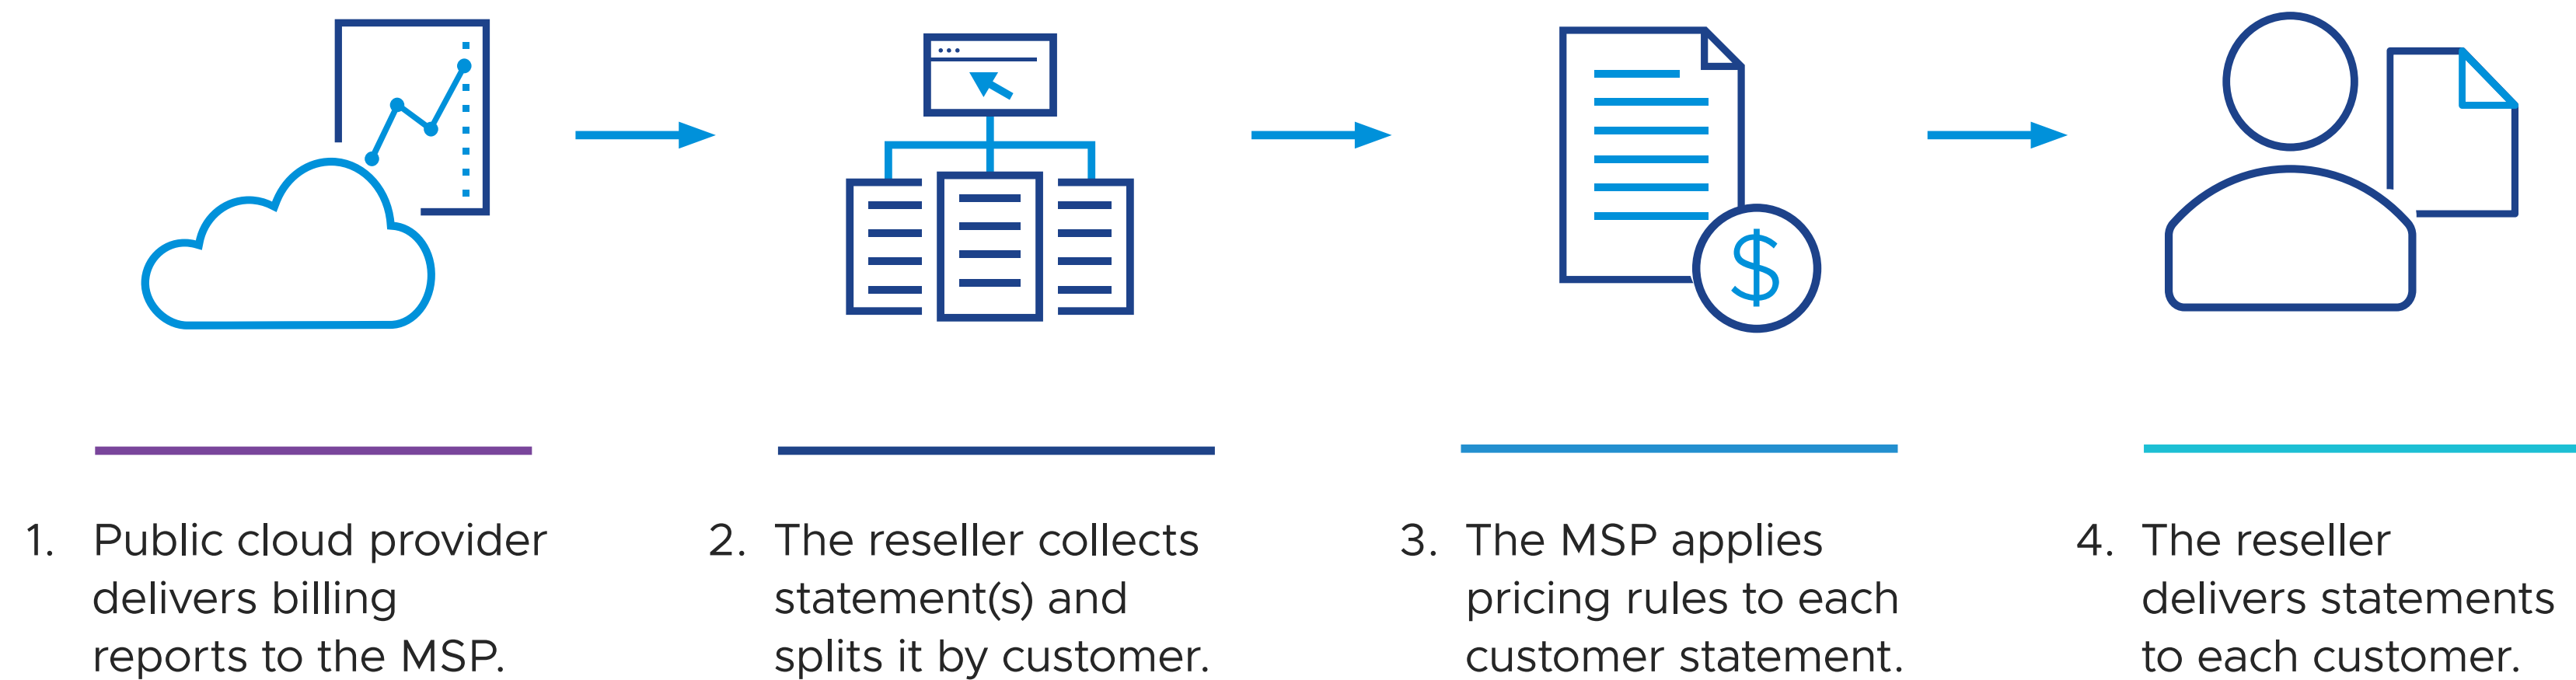 1. Public cloud provider
delivers billing
reports to the MSP.
2. The reseller collects
statement(s) and
splits it by customer.
$
3. The MSP applies
pricing rules to each
customer statement.
4. The reseller
delivers statements
to each customer.